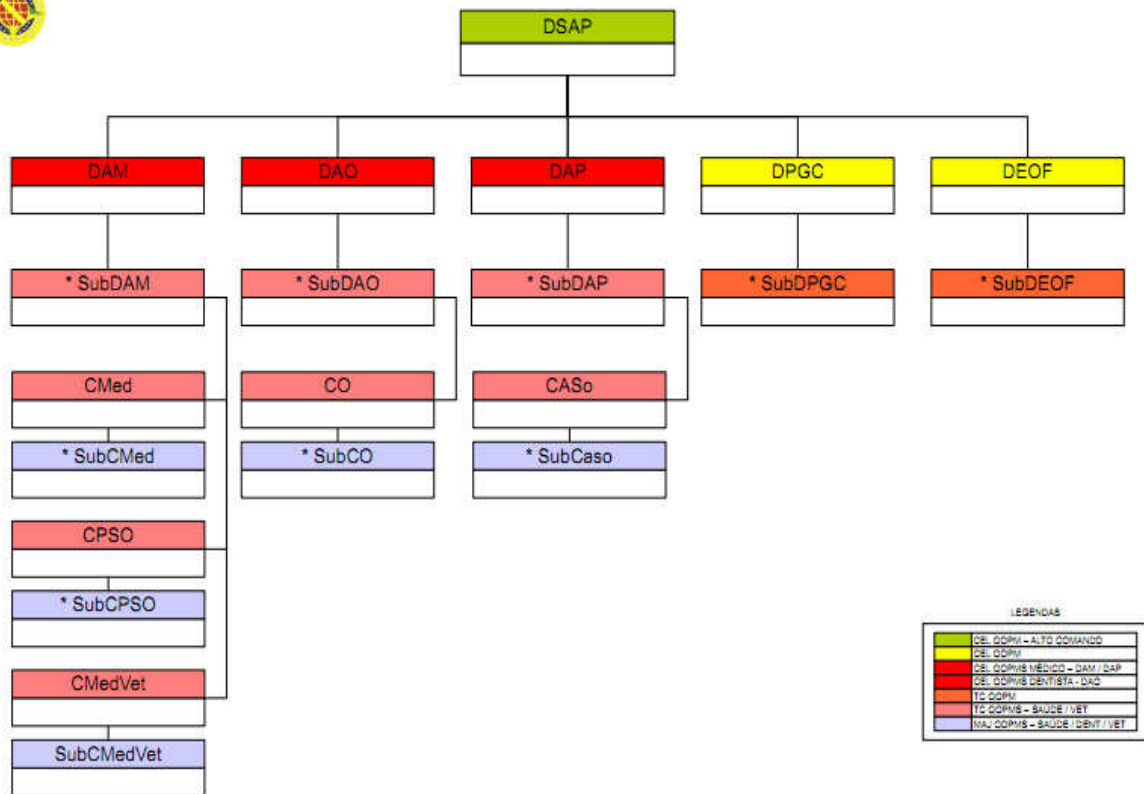 DSAP
DAM
DAO
DAP
DPGC
DEOF
* SubDAM
* SubDAO
* SubDAP
* SubDPGC
* SubDEOF
CMed
CO
CASo
* SubCMed
* SubCO
* SubCaso
CPSO
* SubCPSO
CMedVet
SubCMedVet
LEGENDAS
CEL QOPM – ALTO COMANDO
CEL QOPM
CEL QOPMS MÉDICO – DAM / DAP
CEL QOPMS DENTISTA - DAO
TC QOPM
TC QOPMS – SAÚDE / VET
MAJ QOPMS – SAÚDE / DENT / VET